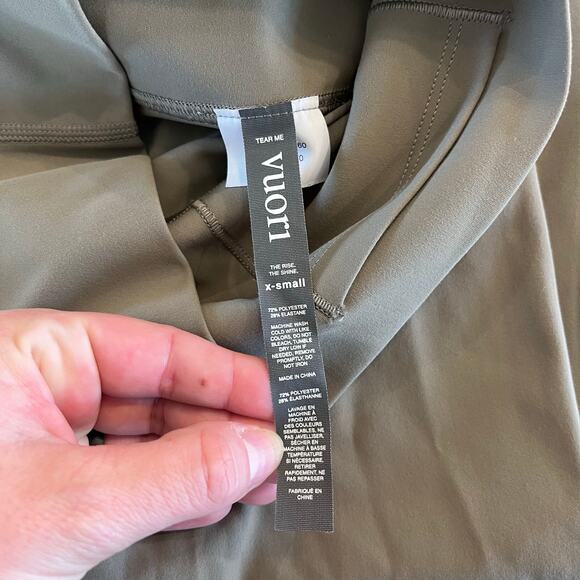 TEAR ME
vuori
THE RISE.
THE SHINE.
x-small
72% POLYESTER
28% ELASTANE
MACHINE WASH
COLD WITH LIKE
COLORS, DO NOT
BLEACH, TUMBLE
DRY LOW IF
NEEDED, REMOVE
PROMPTLY, DO
NOT IRON
MADE IN CHINA
72% POLYESTER
28% ÉLASTHANNE
LAVAGE EN
MACHINE À
FROID AVEC
DES COULEURS
SEMBLABLES, NE
PAS JAVELLISER,
SÉCHER EN
MACHINE À BASSE
TEMPÉRATURE
SI NÉCESSAIRE,
RETIRER
RAPIDEMENT, NE
PAS REPASSER
FABRIQUÉ EN
CHINE
60
0